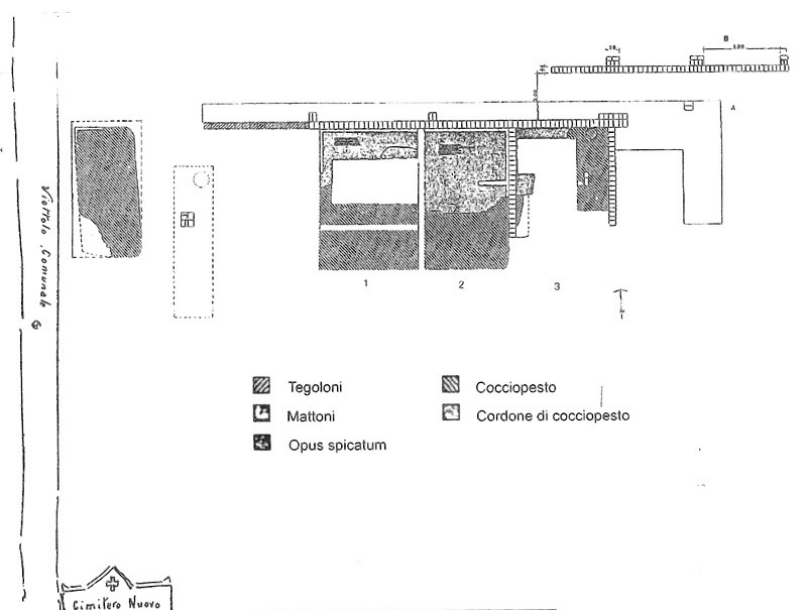 B
A
Viottolo Comunale
1
2
3
Tegoloni
Cocciopesto
Mattoni
Cordone di cocciopesto
Opus spicatum
Cimitero Nuovo